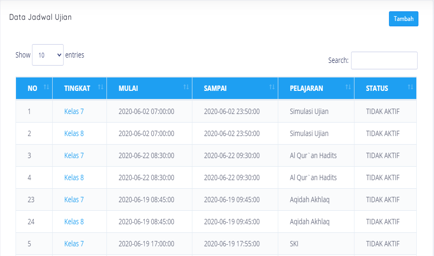 Data Jadwal Ujian
Tambah
Show 10 entries
Search:
NO TINGKAT MULAI SAMPAI PELAJARAN STATUS
1 Kelas 7 2020-06-02 07:00:00 2020-06-02 23:50:00 Simulasi Ujian TIDAK AKTIF
2 Kelas 8 2020-06-02 07:00:00 2020-06-02 23:50:00 Simulasi Ujian TIDAK AKTIF
3 Kelas 7 2020-06-22 08:30:00 2020-06-22 09:30:00 Al Qur`an Hadits TIDAK AKTIF
4 Kelas 8 2020-06-22 08:30:00 2020-06-22 09:30:00 Al Qur`an Hadits TIDAK AKTIF
23 Kelas 7 2020-06-19 08:45:00 2020-06-19 09:45:00 Aqidah Akhlaq TIDAK AKTIF
24 Kelas 8 2020-06-19 08:45:00 2020-06-19 09:45:00 Aqidah Akhlaq TIDAK AKTIF
5 Kelas 7 2020-06-19 17:00:00 2020-06-19 17:55:00 SKI TIDAK AKTIF